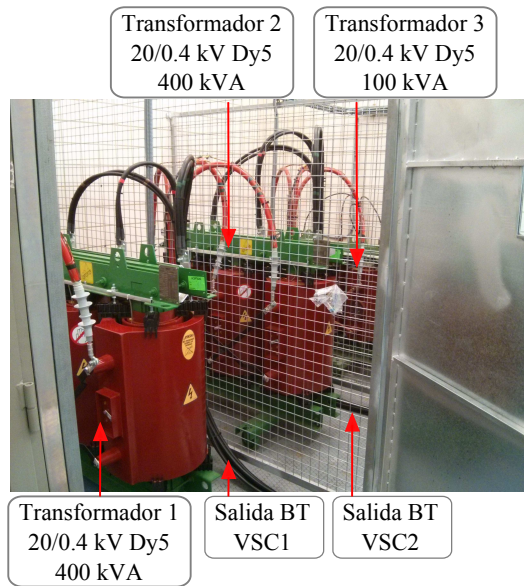 Transformador 2
20/0.4 kV Dy5
400 kVA
Transformador 3
20/0.4 kV Dy5
100 kVA
Transformador 1
20/0.4 kV Dy5
400 kVA
Salida BT
VSC1
Salida BT
VSC2